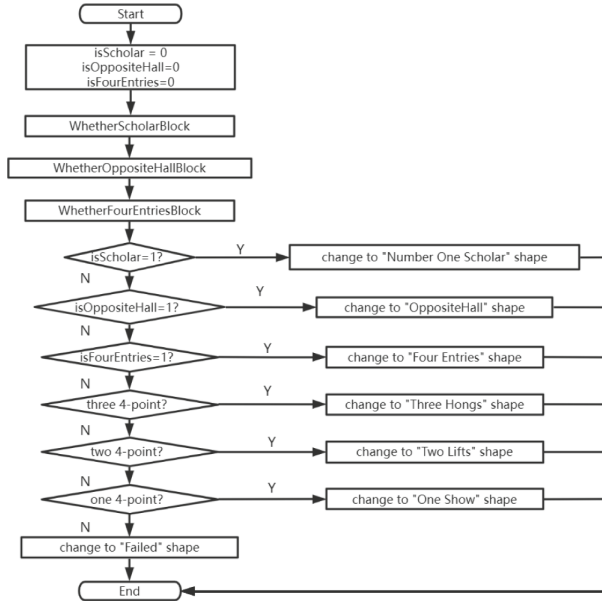 Start
isScholar = 0
isOppositeHall=0
isFourEntries=0
WhetherScholarBlock
WhetherOppositeHallBlock
WhetherFourEntriesBlock
isScholar=1?
Y
change to "Number One Scholar" shape
N
isOppositeHall=1?
Y
change to "OppositeHall" shape
N
isFourEntries=1?
Y
change to "Four Entries" shape
N
three 4-point?
Y
change to "Three Hongs" shape
N
two 4-point?
Y
change to "Two Lifts" shape
N
one 4-point?
Y
change to "One Show" shape
N
change to "Failed" shape
End